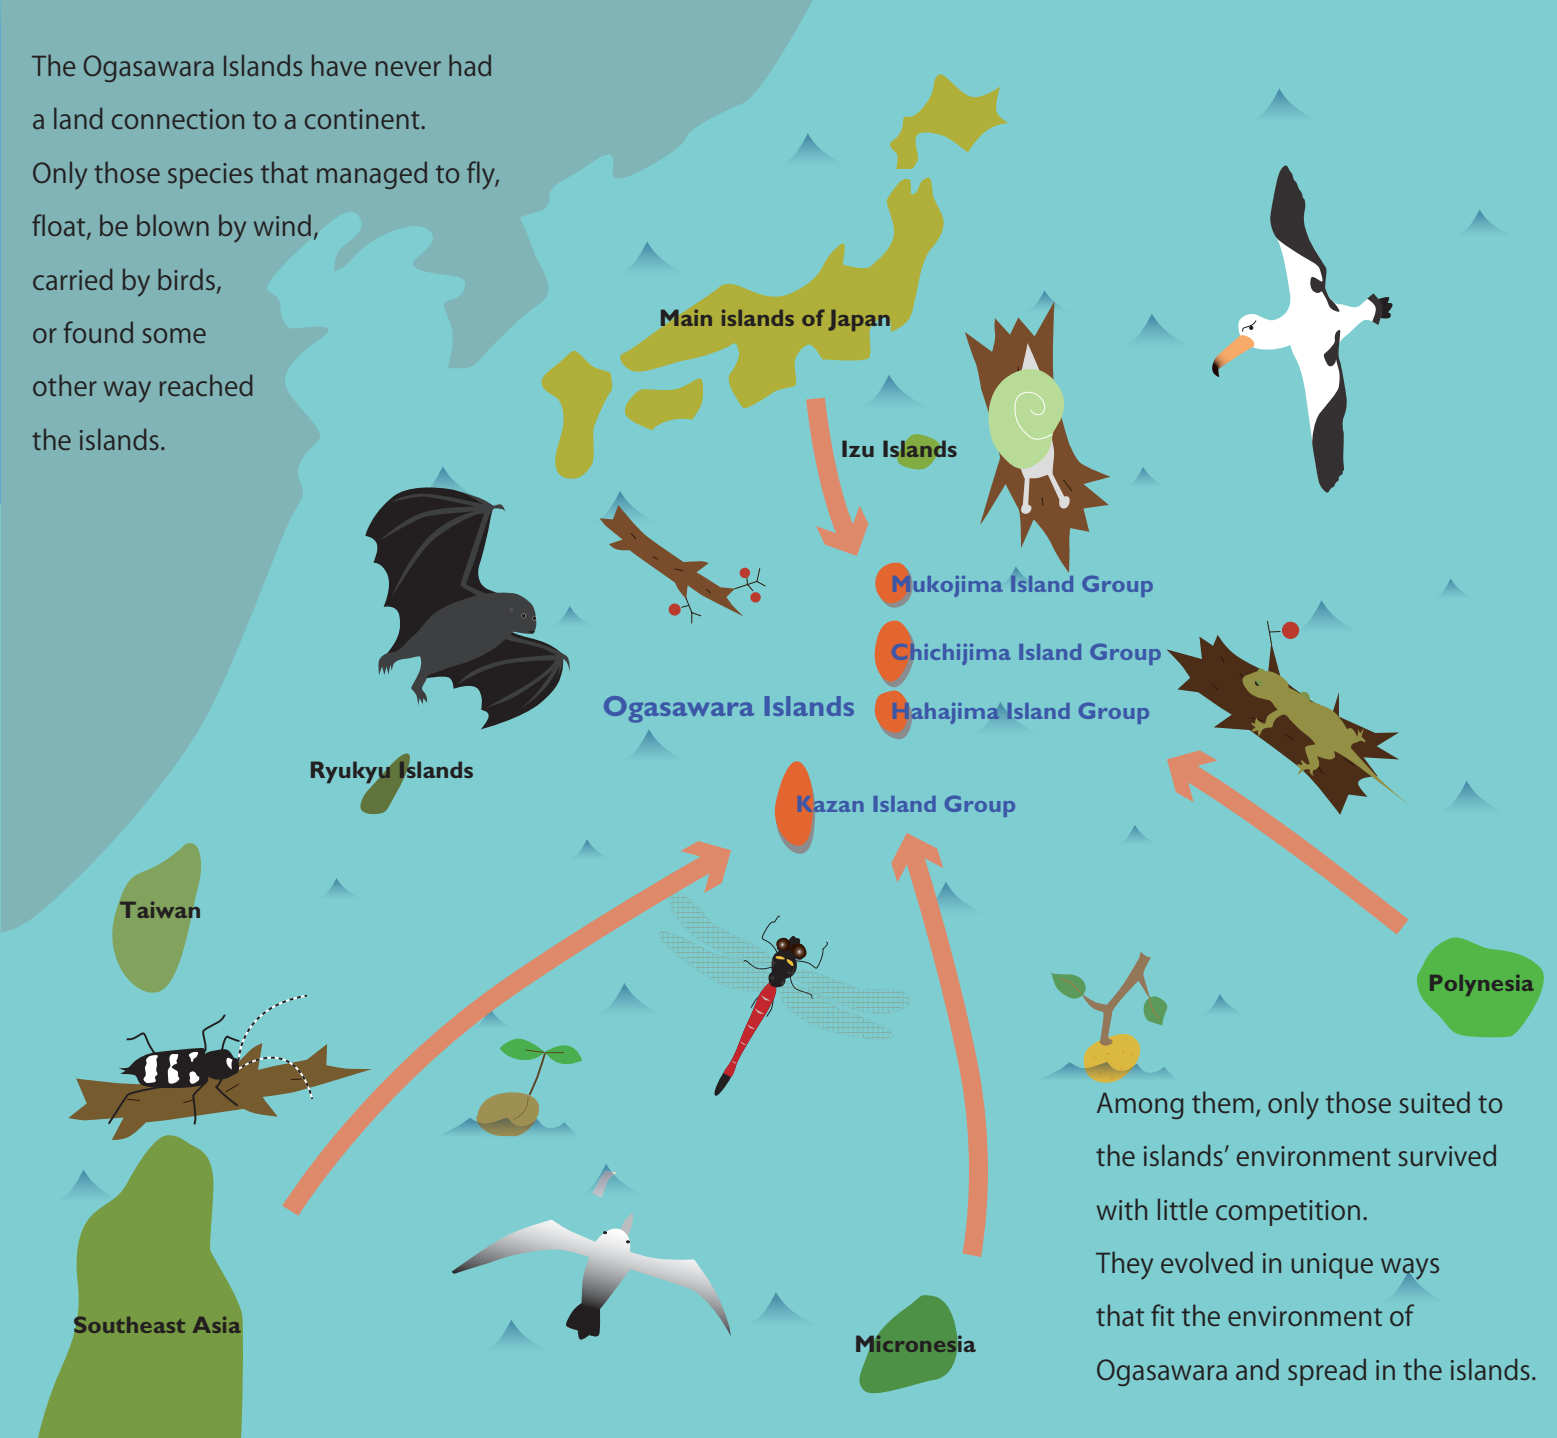 The Ogasawara Islands have never had
a land connection to a continent.
Only those species that managed to fly,
float, be blown by wind,
carried by birds,
or found some
other way reached
the islands.
Main islands of Japan
Izu Islands
Mukojima Island Group
Chichijima Island Group
Ogasawara Islands
Hahajima Island Group
Ryukyu Islands
Kazan Island Group
Taiwan
Polynesia
Southeast Asia
Micronesia
Among them, only those suited to
the islands’ environment survived
with little competition.
They evolved in unique ways
that fit the environment of
Ogasawara and spread in the islands.